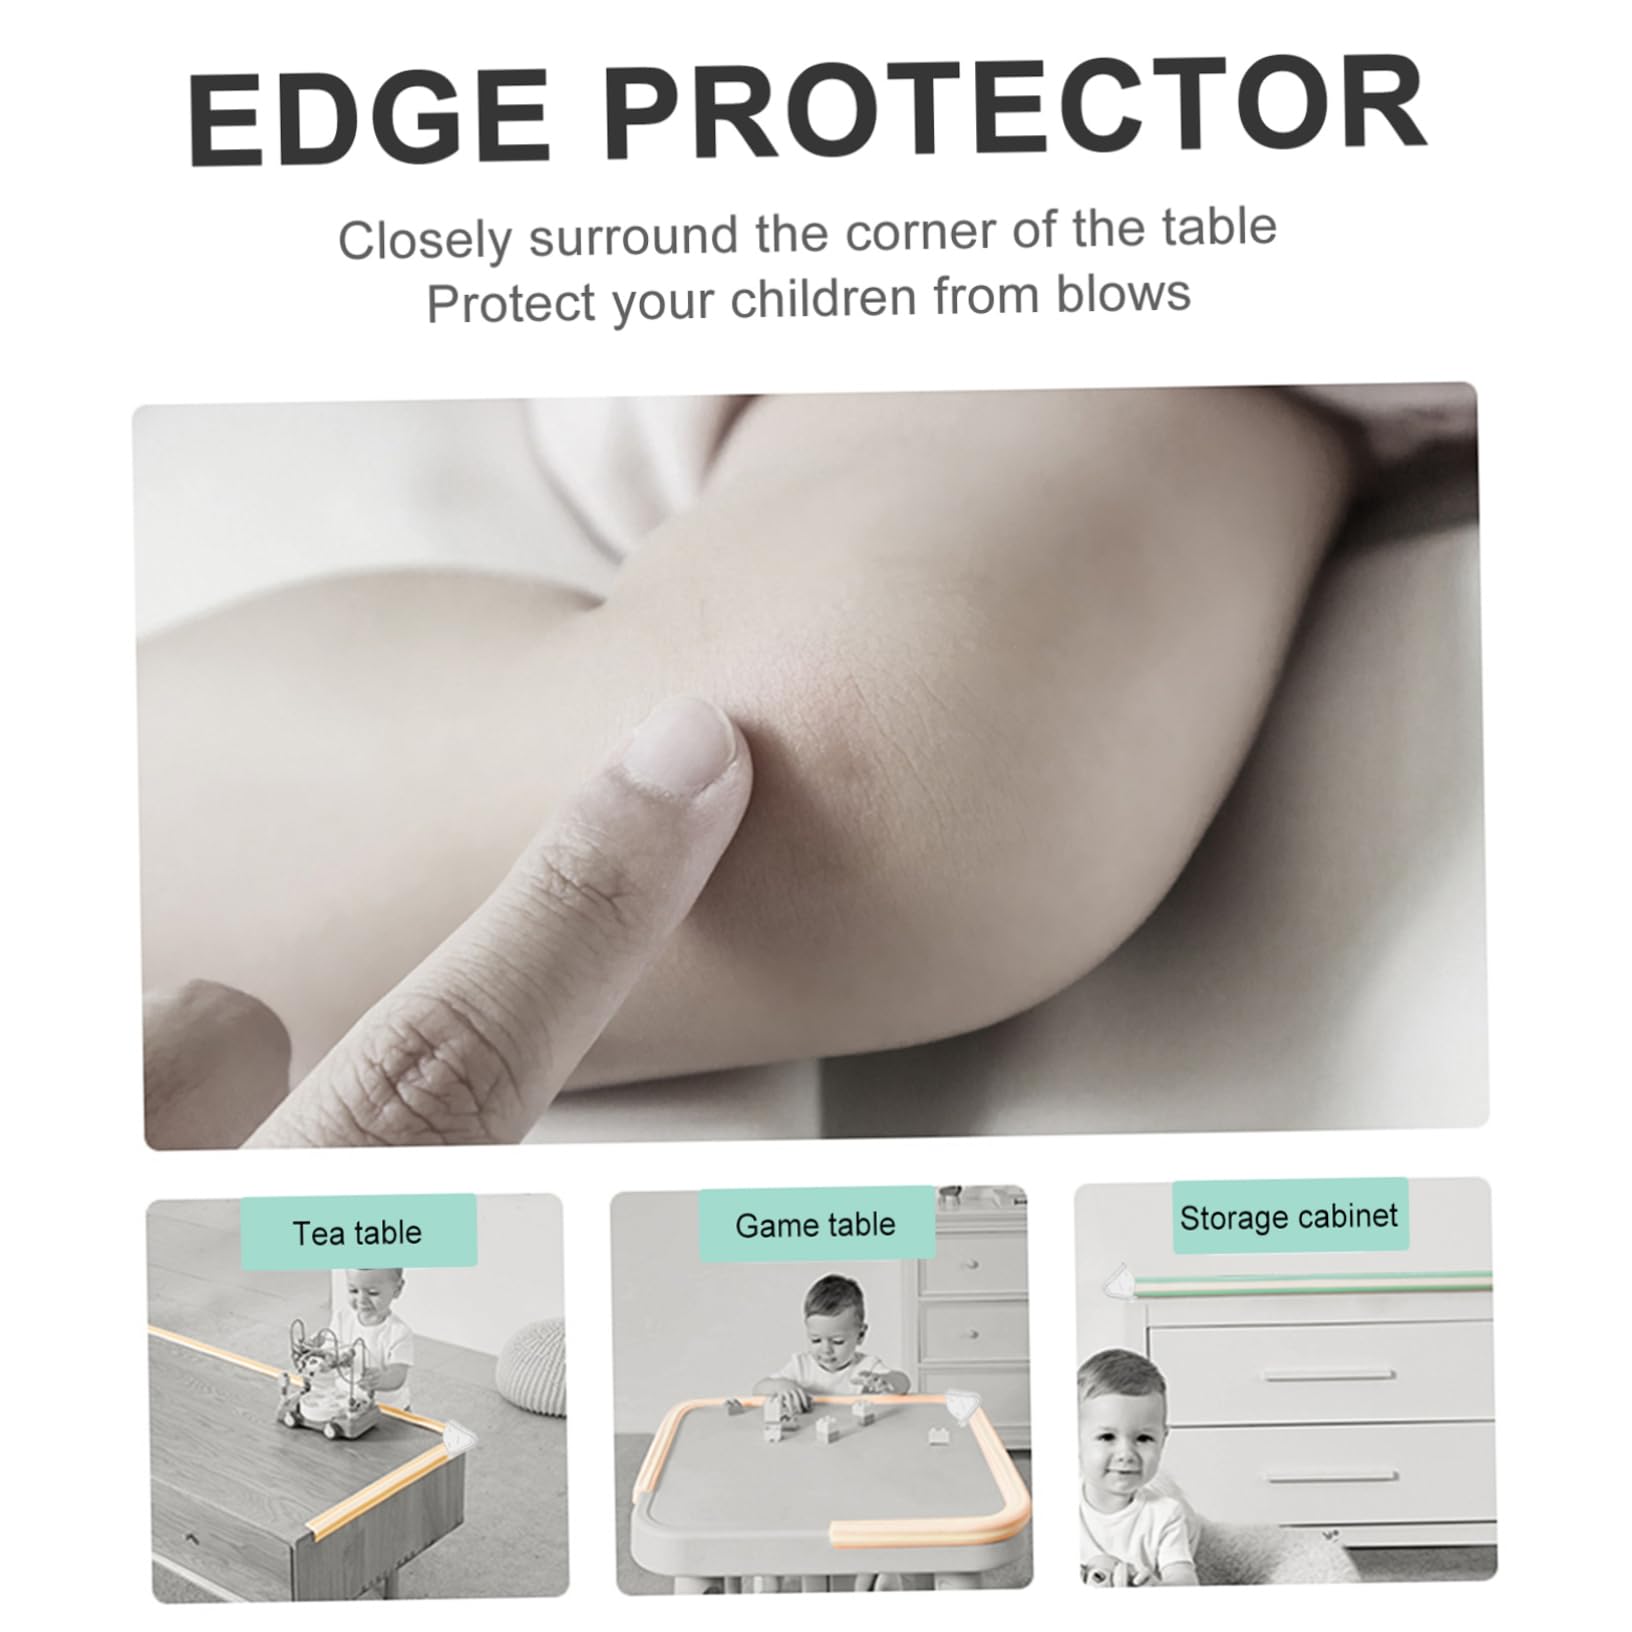 EDGE PROTECTOR
Closely surround the corner of the table
Protect your children from blows
Tea table
Game table
Storage cabinet